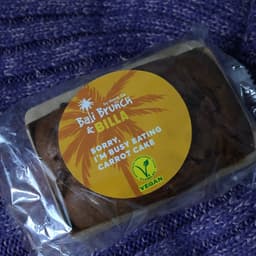 Bali Brunch
& BILLA
SORRY,
I'M BUSY EATING
CARROT CAKE
VEGAN